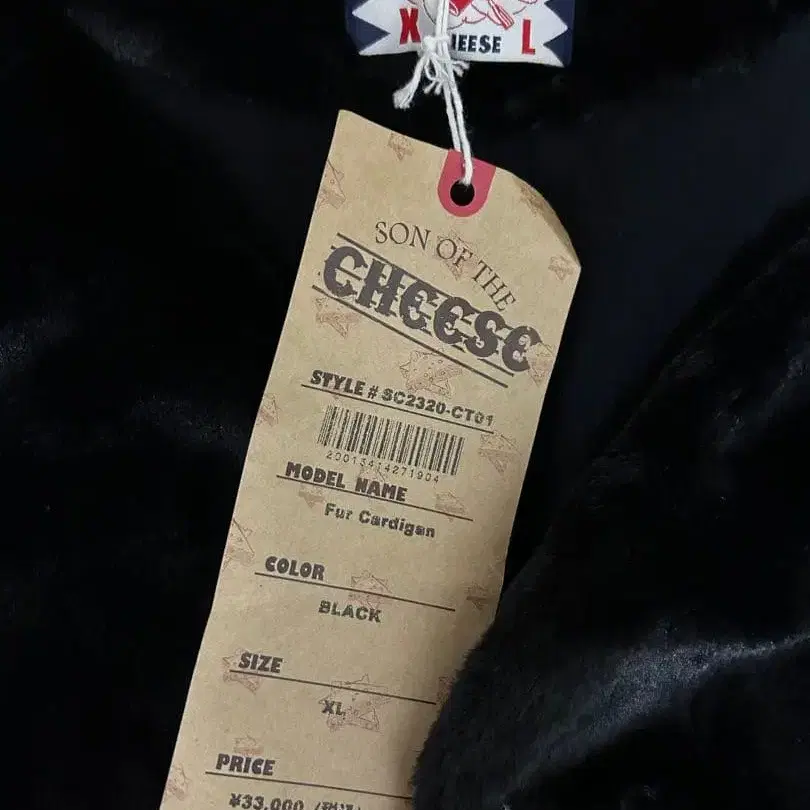 X HEESE L
SON OF THE
CHEESE
STYLE # SC2320-CT01
20013414271904
MODEL NAME
Fur Cardigan
COLOR
BLACK
SIZE
XL
PRICE
¥33,000